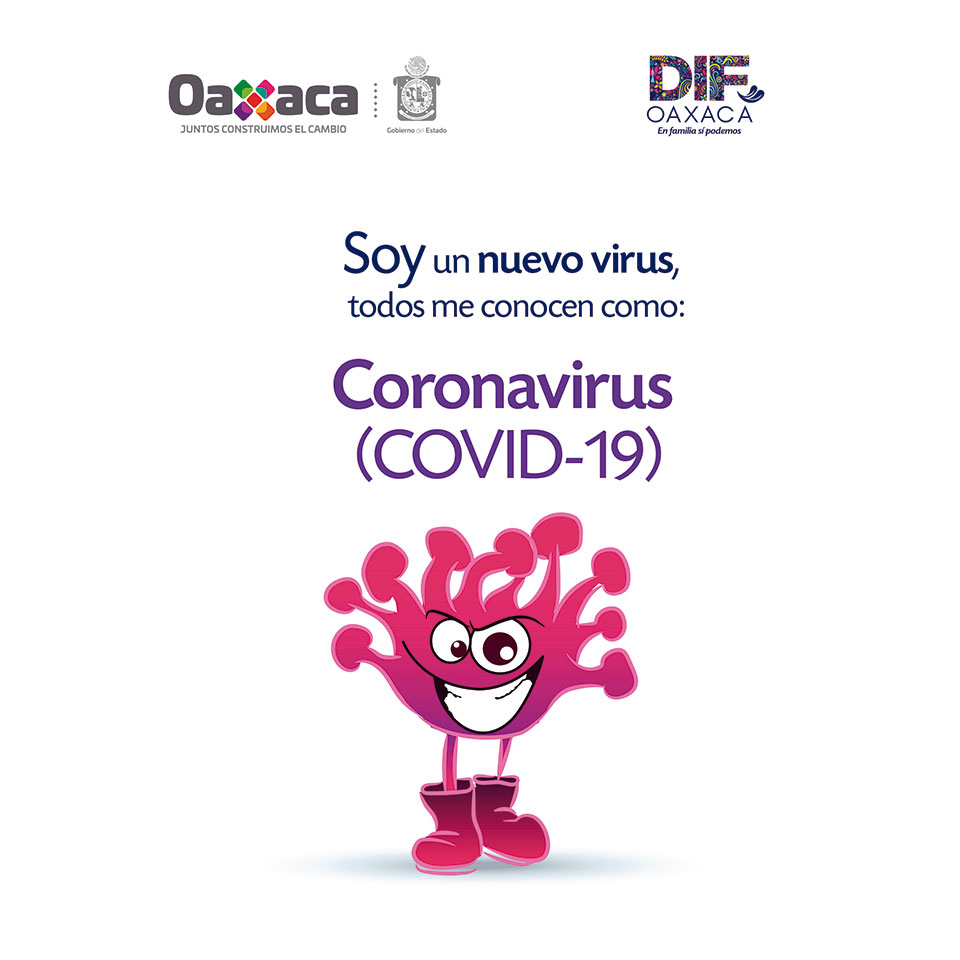 Oaxaca
JUNTOS CONSTRUIMOS EL CAMBIO
Gobierno del Estado
DIF
OAXACA
En familia sí podemos
Soy un nuevo virus,
todos me conocen como:
Coronavirus
(COVID-19)